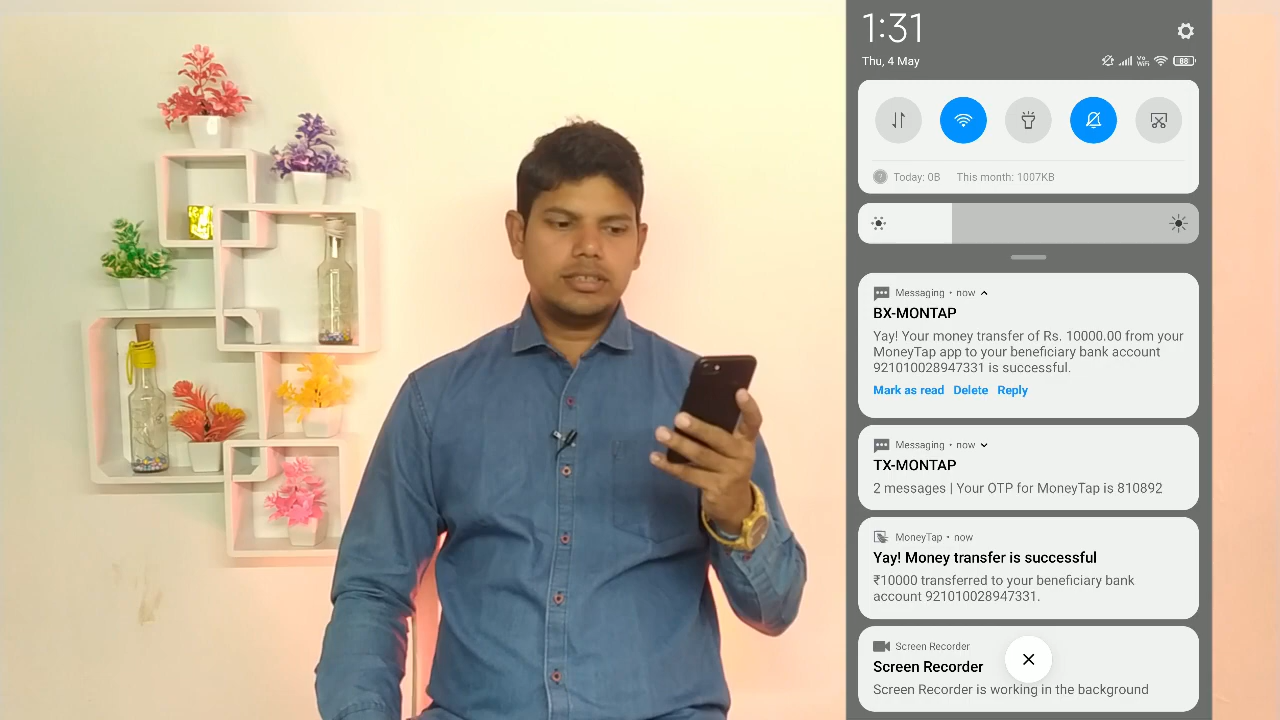 1:31
Thu, 4 May
Vo
WiFi
88
Today: 0B This month: 1007KB
Messaging • now
BX-MONTAP
Yay! Your money transfer of Rs. 10000.00 from your
MoneyTap app to your beneficiary bank account
921010028947331 is successful.
Mark as read Delete Reply
Messaging • now
TX-MONTAP
2 messages | Your OTP for MoneyTap is 810892
MoneyTap • now
Yay! Money transfer is successful
₹10000 transferred to your beneficiary bank
account 921010028947331.
Screen Recorder
Screen Recorder
Screen Recorder is working in the background